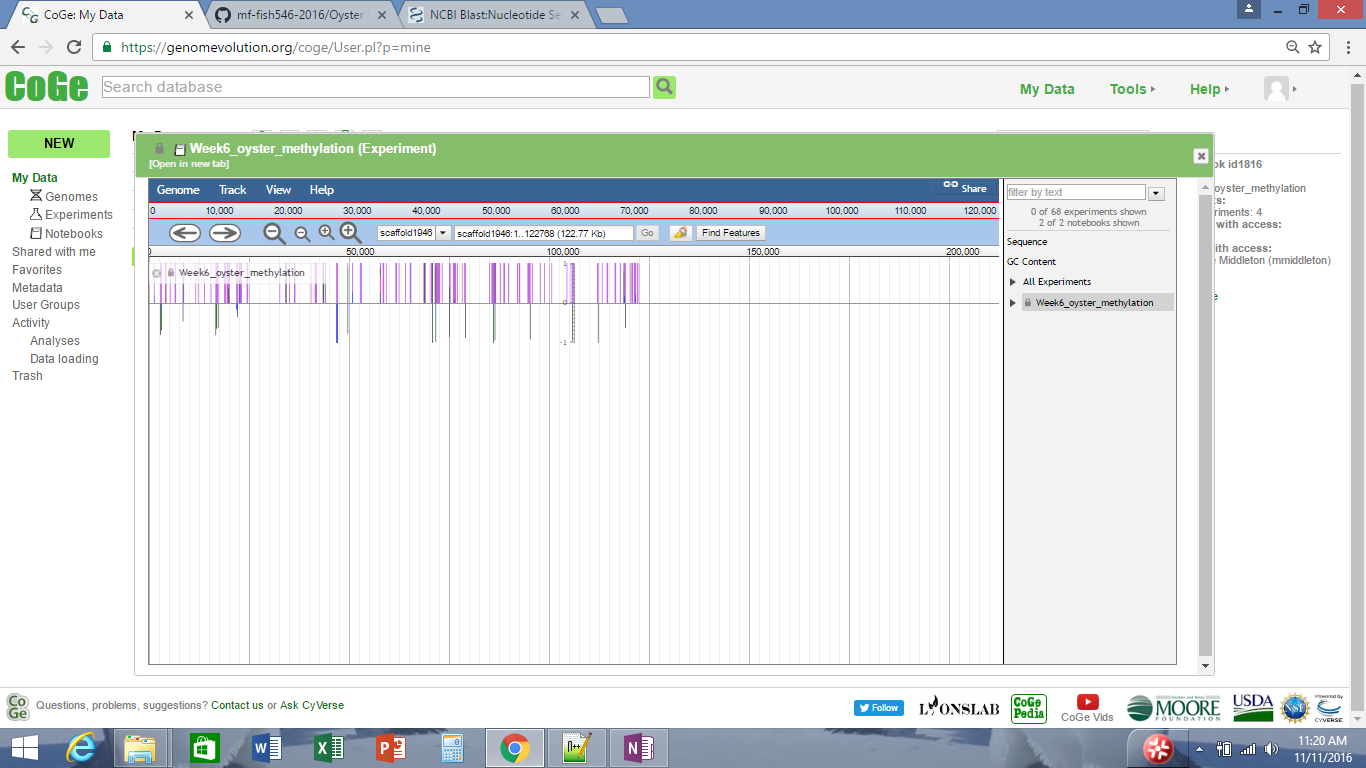 CoGe: My Data
mf-fish546-2016/Oyster
NCBI Blast:Nucleotide Se
https://genomevolution.org/coge/User.pl?p=mine
CoGe
Search database
My Data
Tools
Help
NEW
My Data
Genomes
Experiments
Notebooks
Shared with me
Favorites
Metadata
User Groups
Activity
Analyses
Data loading
Trash
Week6_oyster_methylation (Experiment)
[Open in new tab]
Genome Track View Help
Share
0 10,000 20,000 30,000 40,000 50,000 60,000 70,000 80,000 90,000 100,000 110,000 120,000
scaffold1946
scaffold1946:1..122768 (122.77 Kb)
Go
Find Features
50,000 100,000 150,000 200,000
Week6_oyster_methylation
1
0
-1
filter by text
0 of 68 experiments shown
2 of 2 notebooks shown
Sequence
GC Content
All Experiments
Week6_oyster_methylation
ok id1816
oyster_methylation
ts:
eriments: 4
with access:
with access:
e Middleton (mmiddleton)
Questions, problems, suggestions? Contact us or Ask CyVerse
Follow
LYONSLAB
CoGe
Pedia
CoGe Vids
MOORE
FOUNDATION
USDA
NSF
Powered by
CYVERSE
11:20 AM
11/11/2016